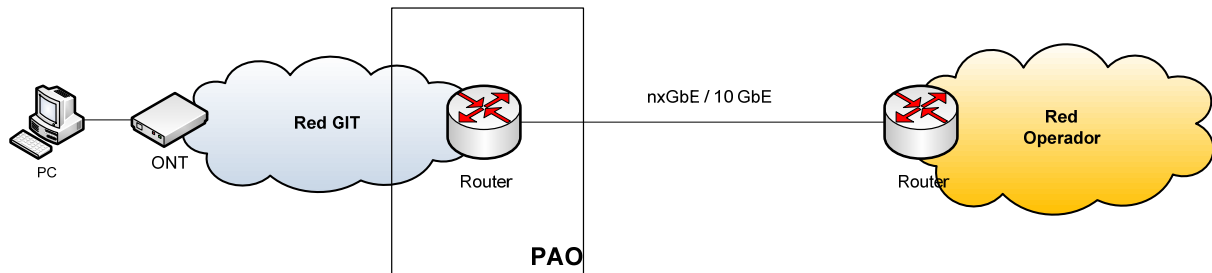 PC
ONT
Red GIT
Router
PAO
nxGbE / 10 GbE
Router
Red
Operador